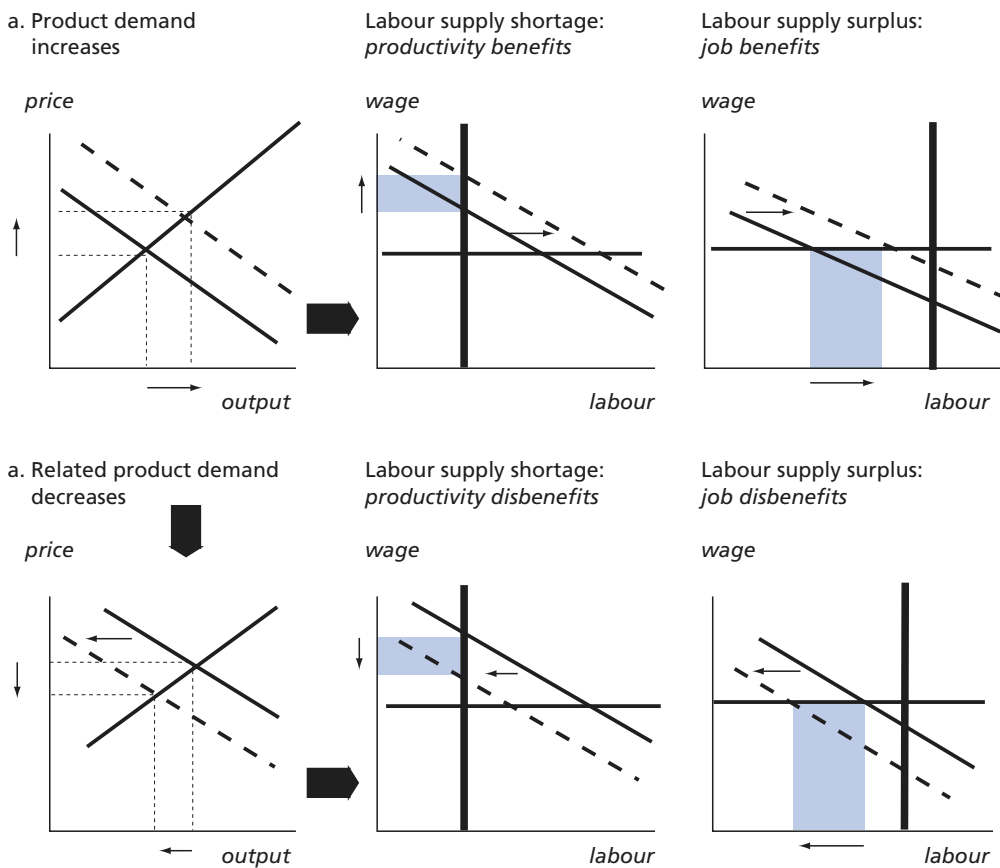 a. Product demand
increases
Labour supply shortage:
productivity benefits
Labour supply surplus:
job benefits
price
wage
wage
output
labour
labour
a. Related product demand
decreases
Labour supply shortage:
productivity disbenefits
Labour supply surplus:
job disbenefits
price
wage
wage
output
labour
labour